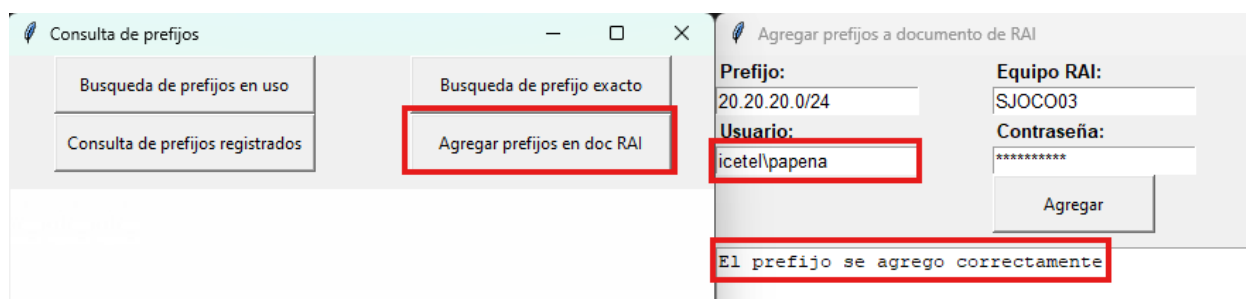 Consulta de prefijos
Busqueda de prefijos en uso
Busqueda de prefijo exacto
Consulta de prefijos registrados
Agregar prefijos en doc RAI
Agregar prefijos a documento de RAI
Prefijo:
Equipo RAI:
20.20.20.0/24
SJOCO03
Usuario:
Contraseña:
icetel\papena
**********
Agregar
El prefijo se agrego correctamente